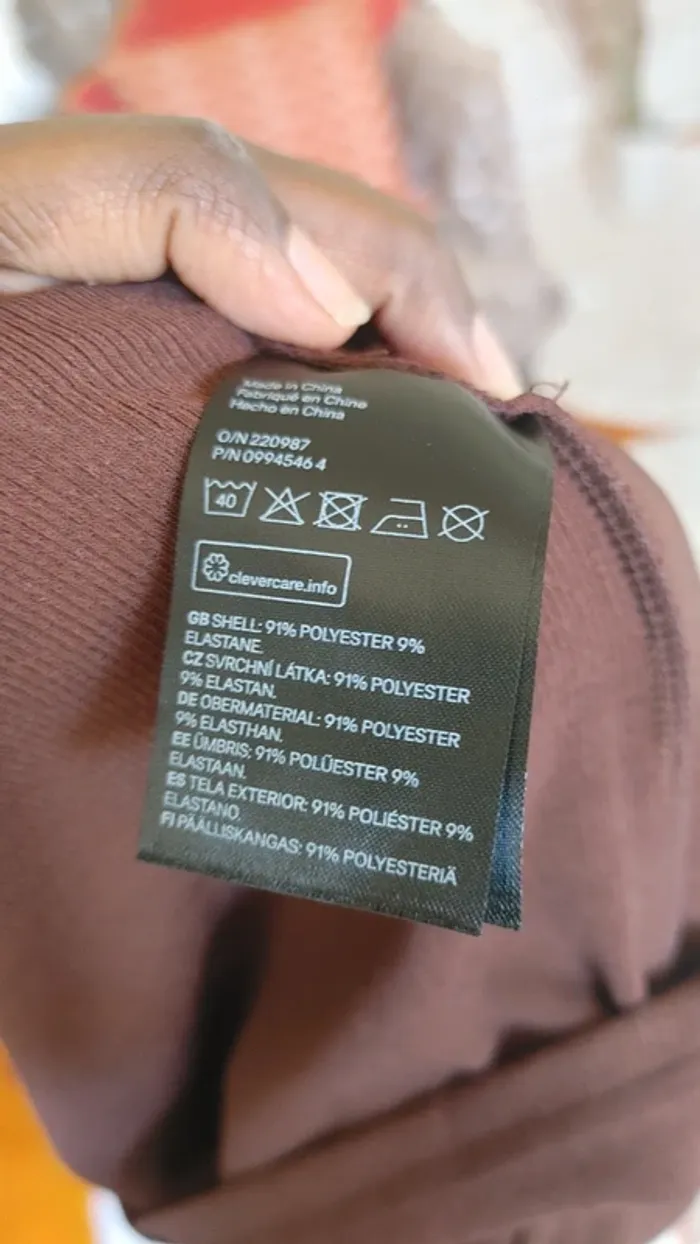 Made in China
Fabriqué en Chine
Hecho en China
O/N 220987
P/N 0994546 4
40
clevercare.info
GB SHELL: 91% POLYESTER 9%
ELASTANE.
CZ SVRCHNÍ LÁTKA: 91% POLYESTER
9% ELASTAN.
DE OBERMATERIAL: 91% POLYESTER
9% ELASTHAN.
EE ÜMBRIS: 91% POLÜESTER 9%
ELASTAAN.
ES TELA EXTERIOR: 91% POLIÉSTER 9%
ELASTANO.
FI PÄÄLLISKANGAS: 91% POLYESTERIÄ